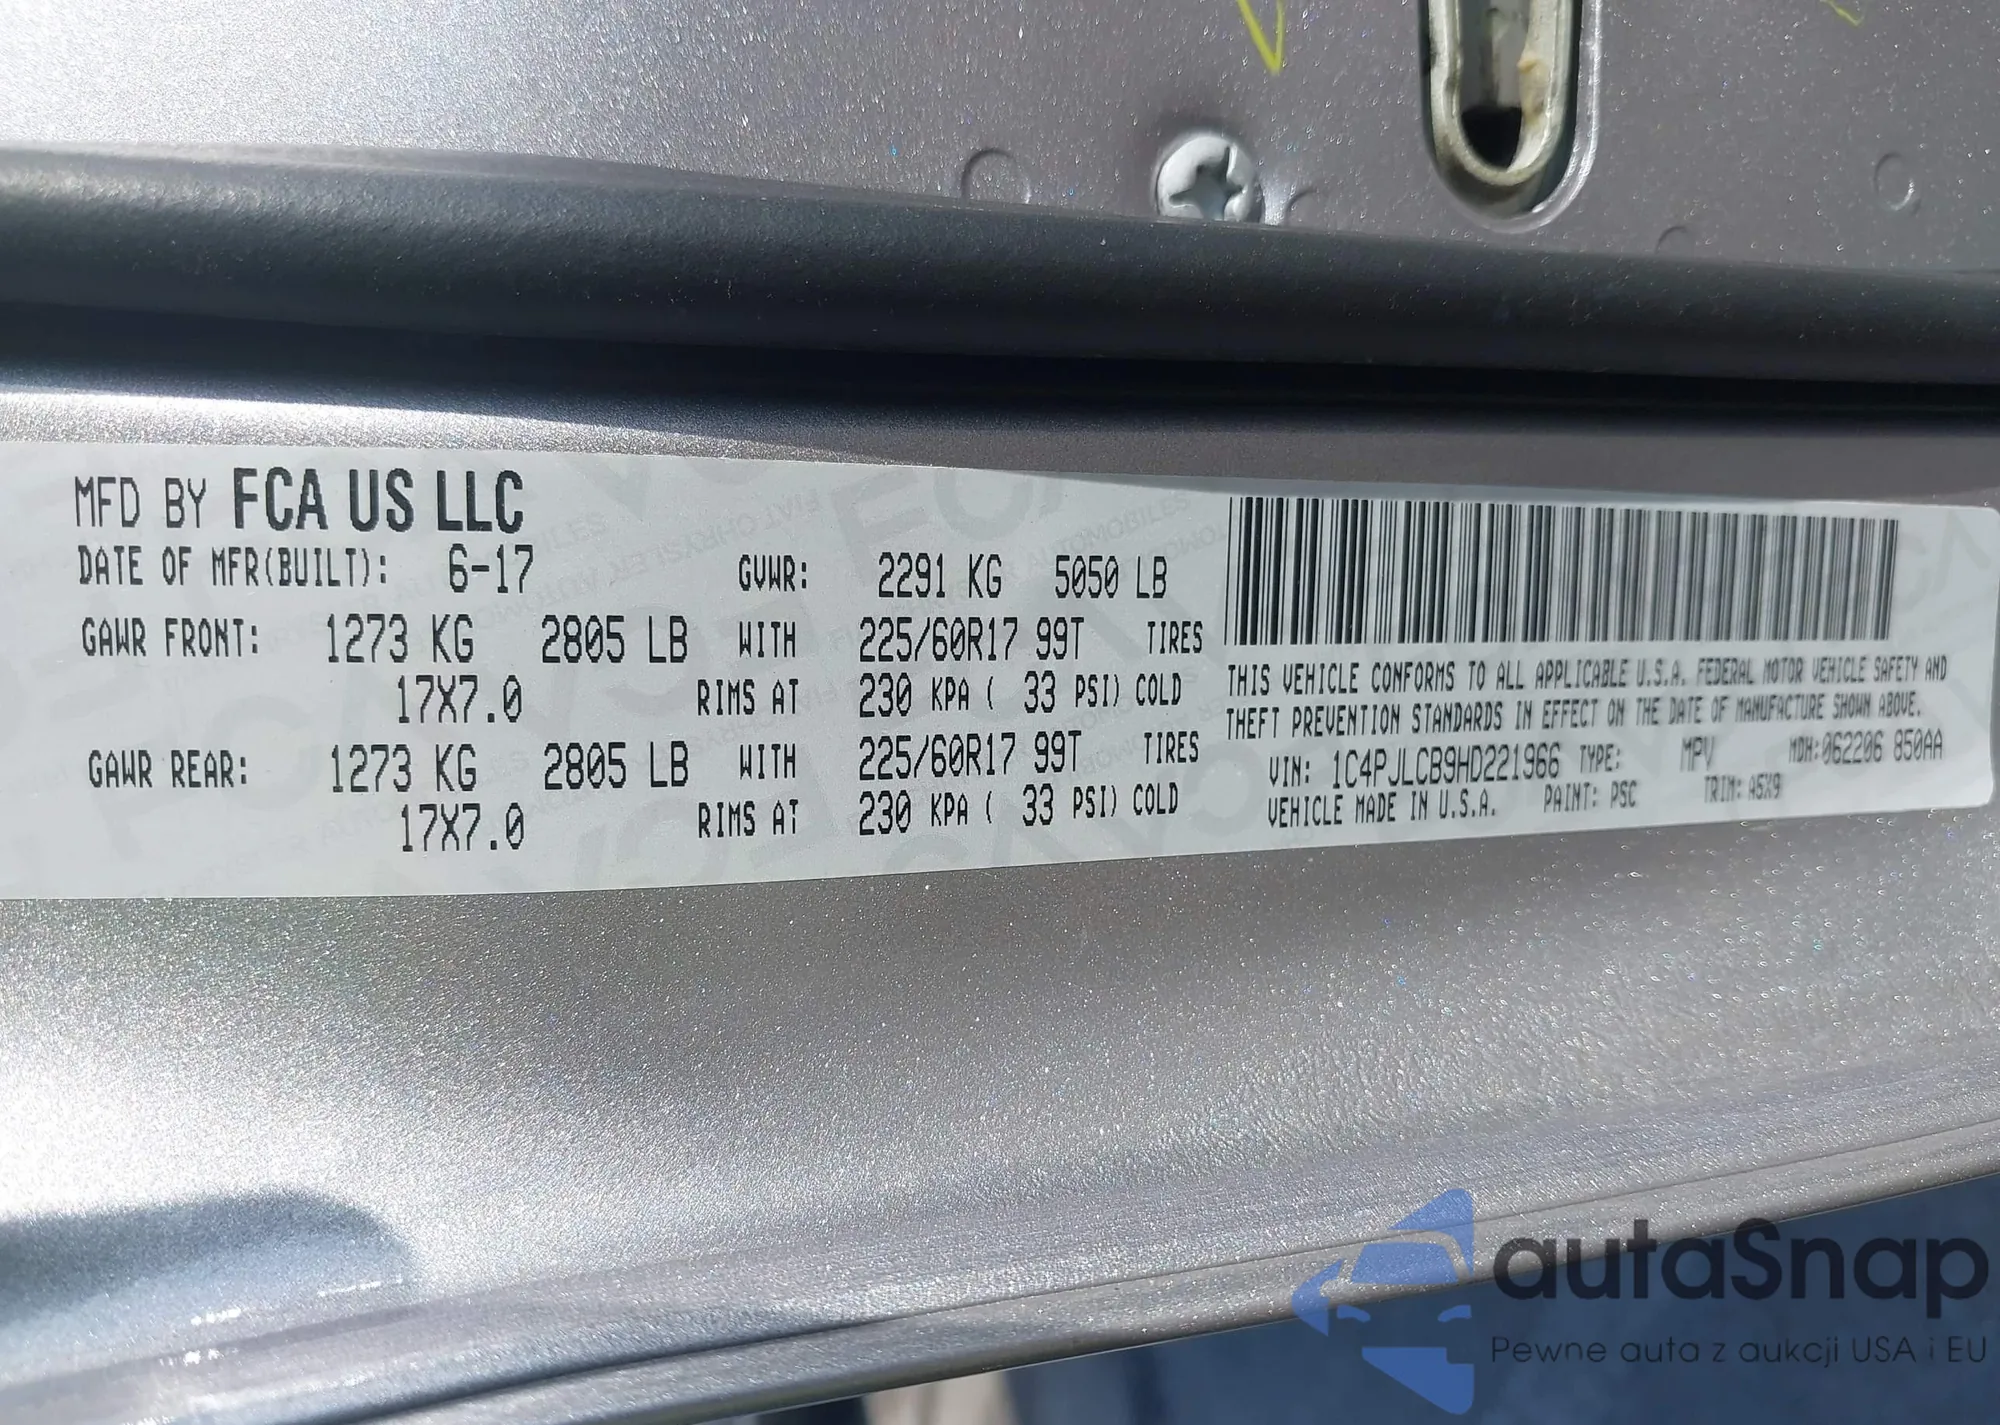 MFD BY FCA US LLC
DATE OF MFR(BUILT): 6-17 GVWR: 2291 KG 5050 LB
GAWR FRONT: 1273 KG 2805 LB WITH 225/60R17 99T TIRES
17X7.0 RIMS AT 230 KPA ( 33 PSI) COLD
GAWR REAR: 1273 KG 2805 LB WITH 225/60R17 99T TIRES
17X7.0 RIMS AT 230 KPA ( 33 PSI) COLD
THIS VEHICLE CONFORMS TO ALL APPLICABLE U.S.A. FEDERAL MOTOR VEHICLE SAFETY AND
THEFT PREVENTION STANDARDS IN EFFECT ON THE DATE OF MANUFACTURE SHOWN ABOVE.
VIN: 1C4PJLCB9HD221966 TYPE: MPV MDH:062206 850AA
VEHICLE MADE IN U.S.A. PAINT: PSC TRIM: A5X9
autaSnap
Pewne auta z aukcji USA i EU